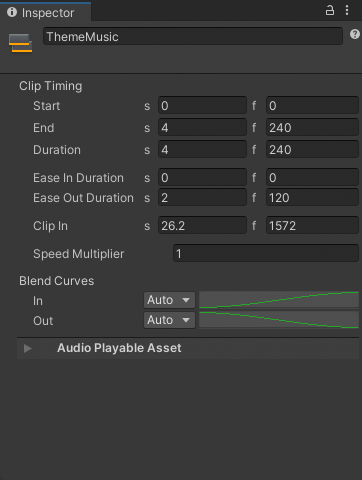 Inspector
ThemeMusic
Clip Timing
Start s 0 f 0
End s 4 f 240
Duration s 4 f 240
Ease In Duration s 0 f 0
Ease Out Duration s 2 f 120
Clip In s 26.2 f 1572
Speed Multiplier 1
Blend Curves
In Auto
Out Auto
Audio Playable Asset